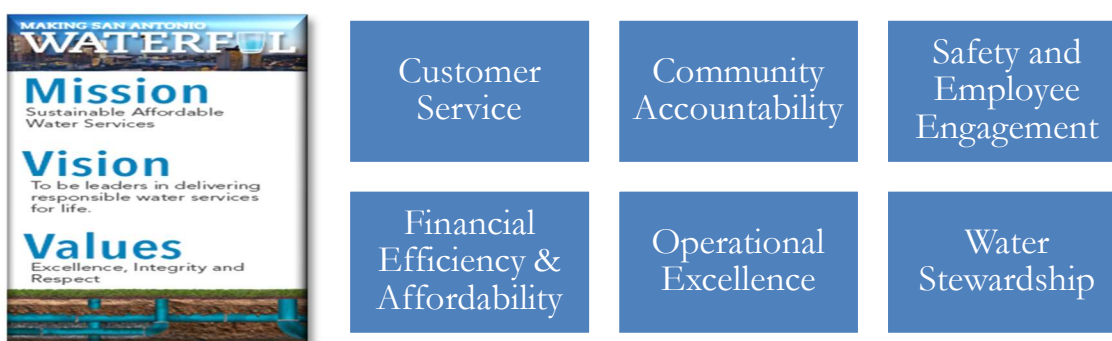 MAKING SAN ANTONIO
WATERFUL
Mission
Sustainable Affordable
Water Services
Vision
To be leaders in delivering
responsible water services
for life.
Values
Excellence, Integrity and
Respect
Customer
Service
Community
Accountability
Safety and
Employee
Engagement
Financial
Efficiency &
Affordability
Operational
Excellence
Water
Stewardship